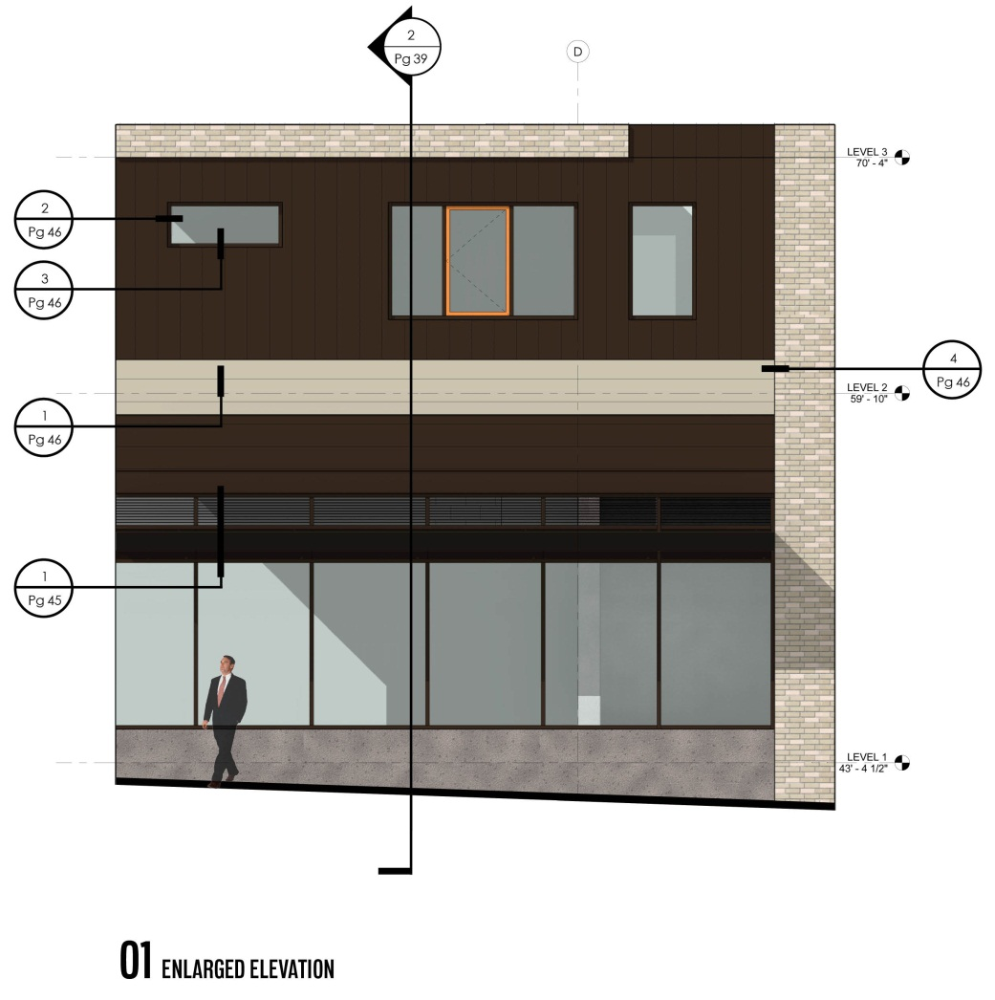 2
Pg 39
D
LEVEL 3
70' - 4"
2
Pg 46
3
Pg 46
4
Pg 46
LEVEL 2
59' - 10"
1
Pg 46
1
Pg 45
LEVEL 1
43' - 4 1/2"
01 ENLARGED ELEVATION